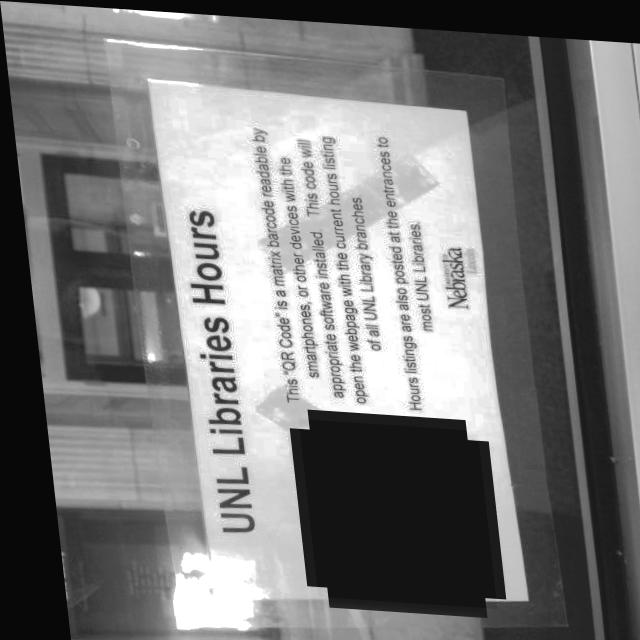 UNL Libraries Hours
This "QR Code" is a matrix barcode readable by
smartphones, or other devices with the
appropriate software installed. This code will
open the webpage with the current hours listing
of all UNL Library branches
Hours listings are also posted at the entrances to
most UNL Libraries.
Nebraska
Lincoln